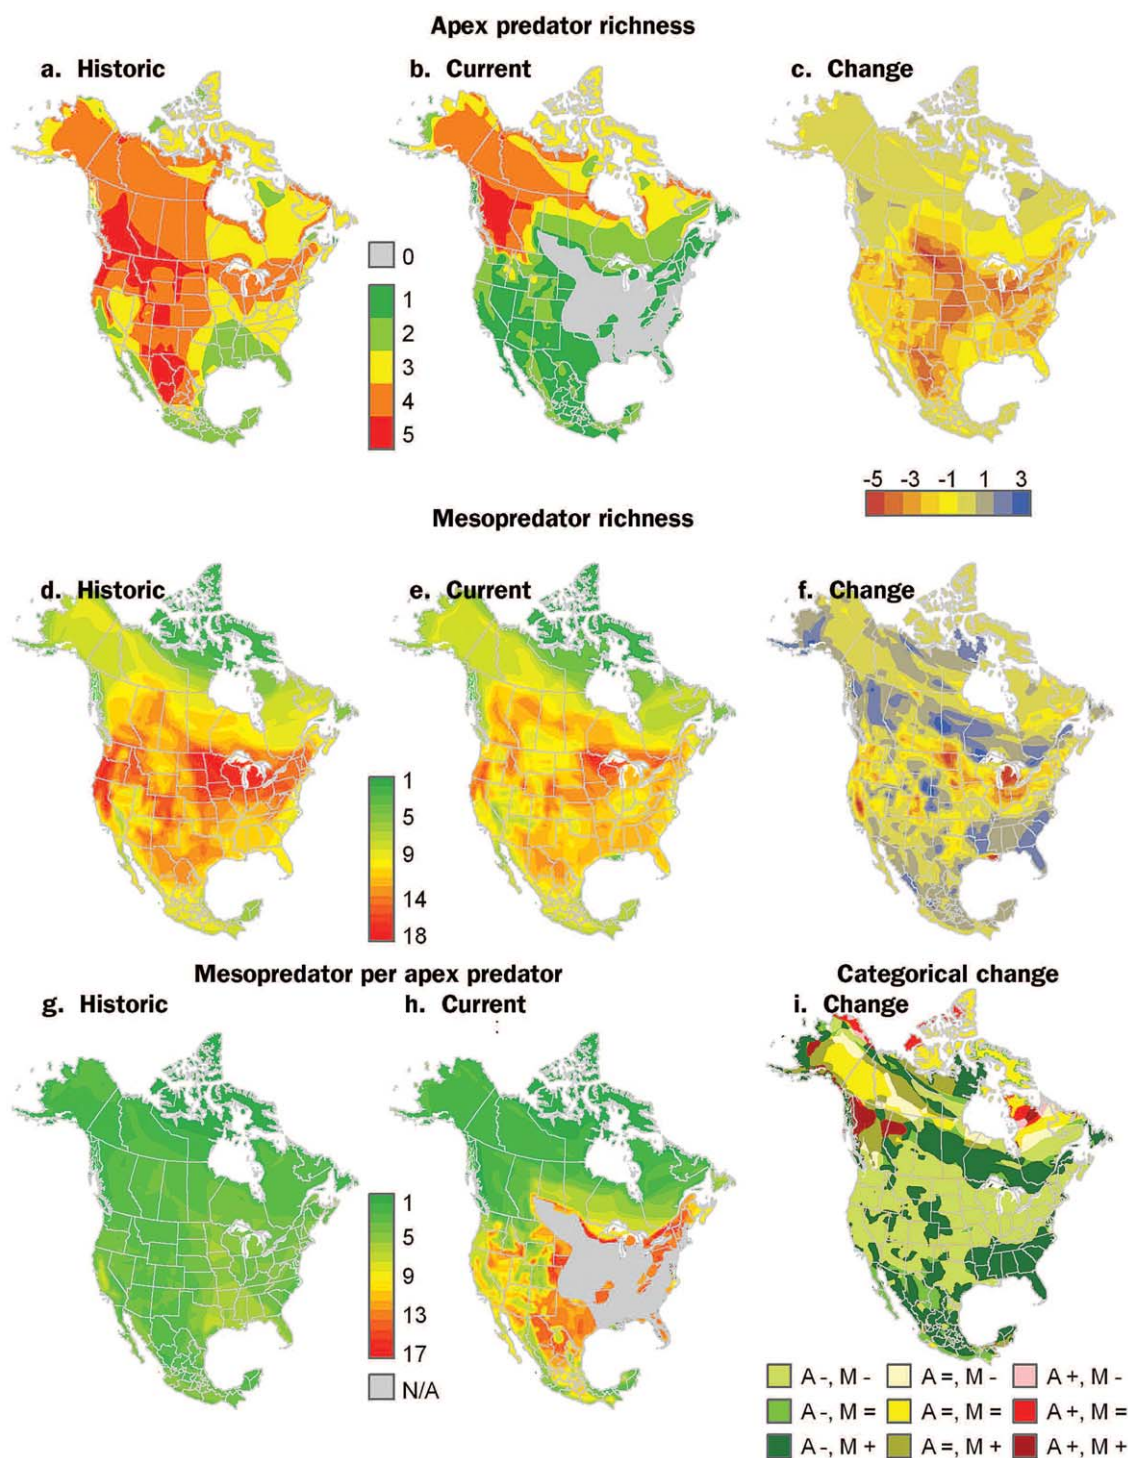 Apex predator richness
a. Historic
b. Current
c. Change
0
1
2
3
4
5
-5 -3 -1 1 3
Mesopredator richness
d. Historic
e. Current
f. Change
1
5
9
14
18
Mesopredator per apex predator
Categorical change
g. Historic
h. Current
i. Change
1
5
9
13
17
N/A
A -, M - A =, M - A +, M -
A -, M = A =, M = A +, M =
A -, M + A =, M + A +, M +